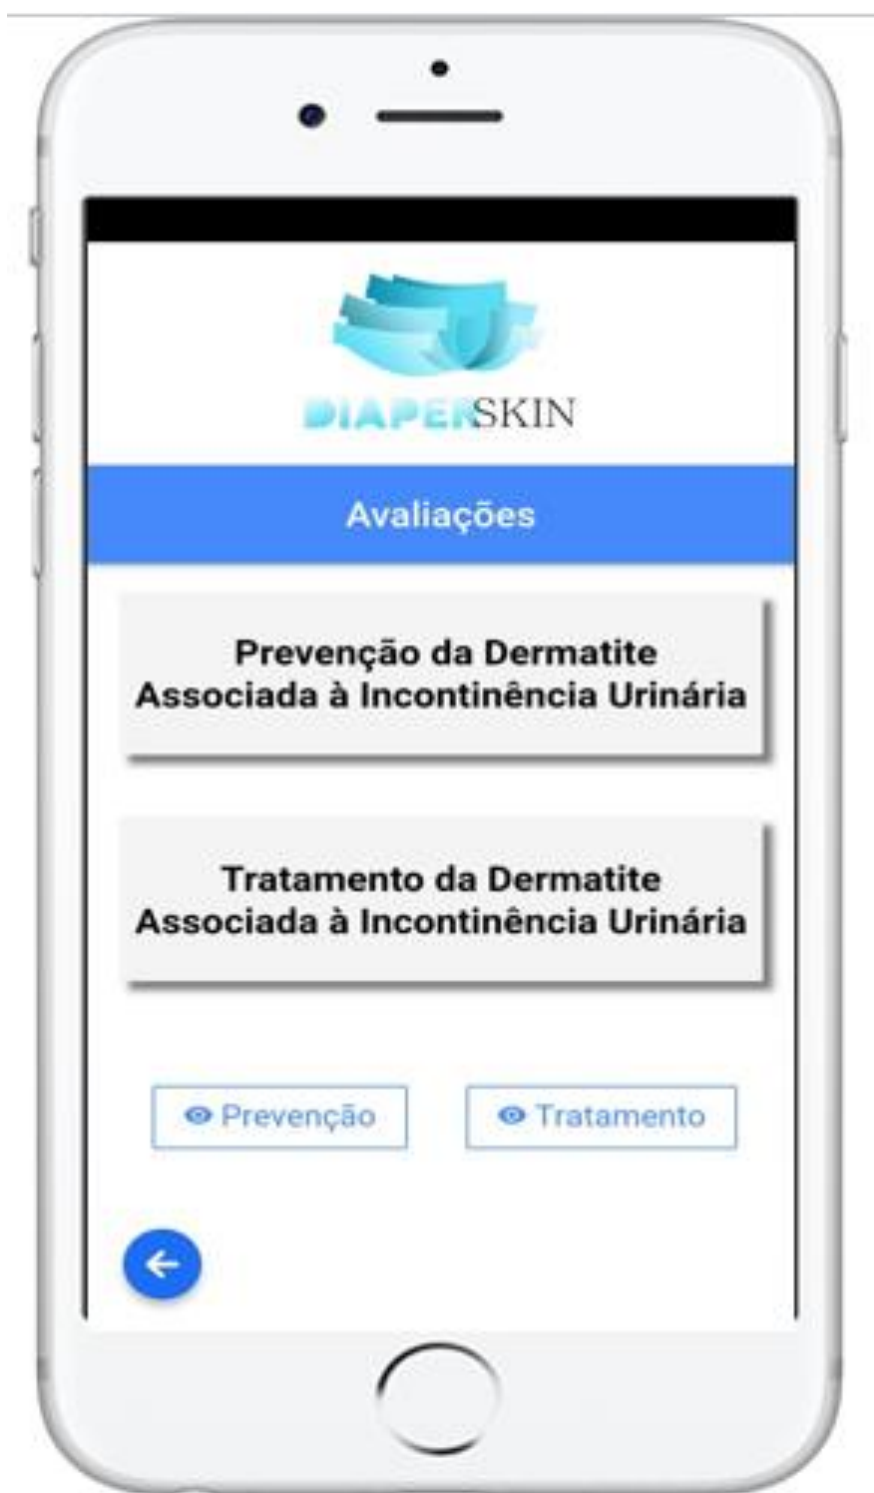 DIAPERSKIN
Avaliações
Prevenção da Dermatite
Associada à Incontinência Urinária
Tratamento da Dermatite
Associada à Incontinência Urinária
Prevenção
Tratamento